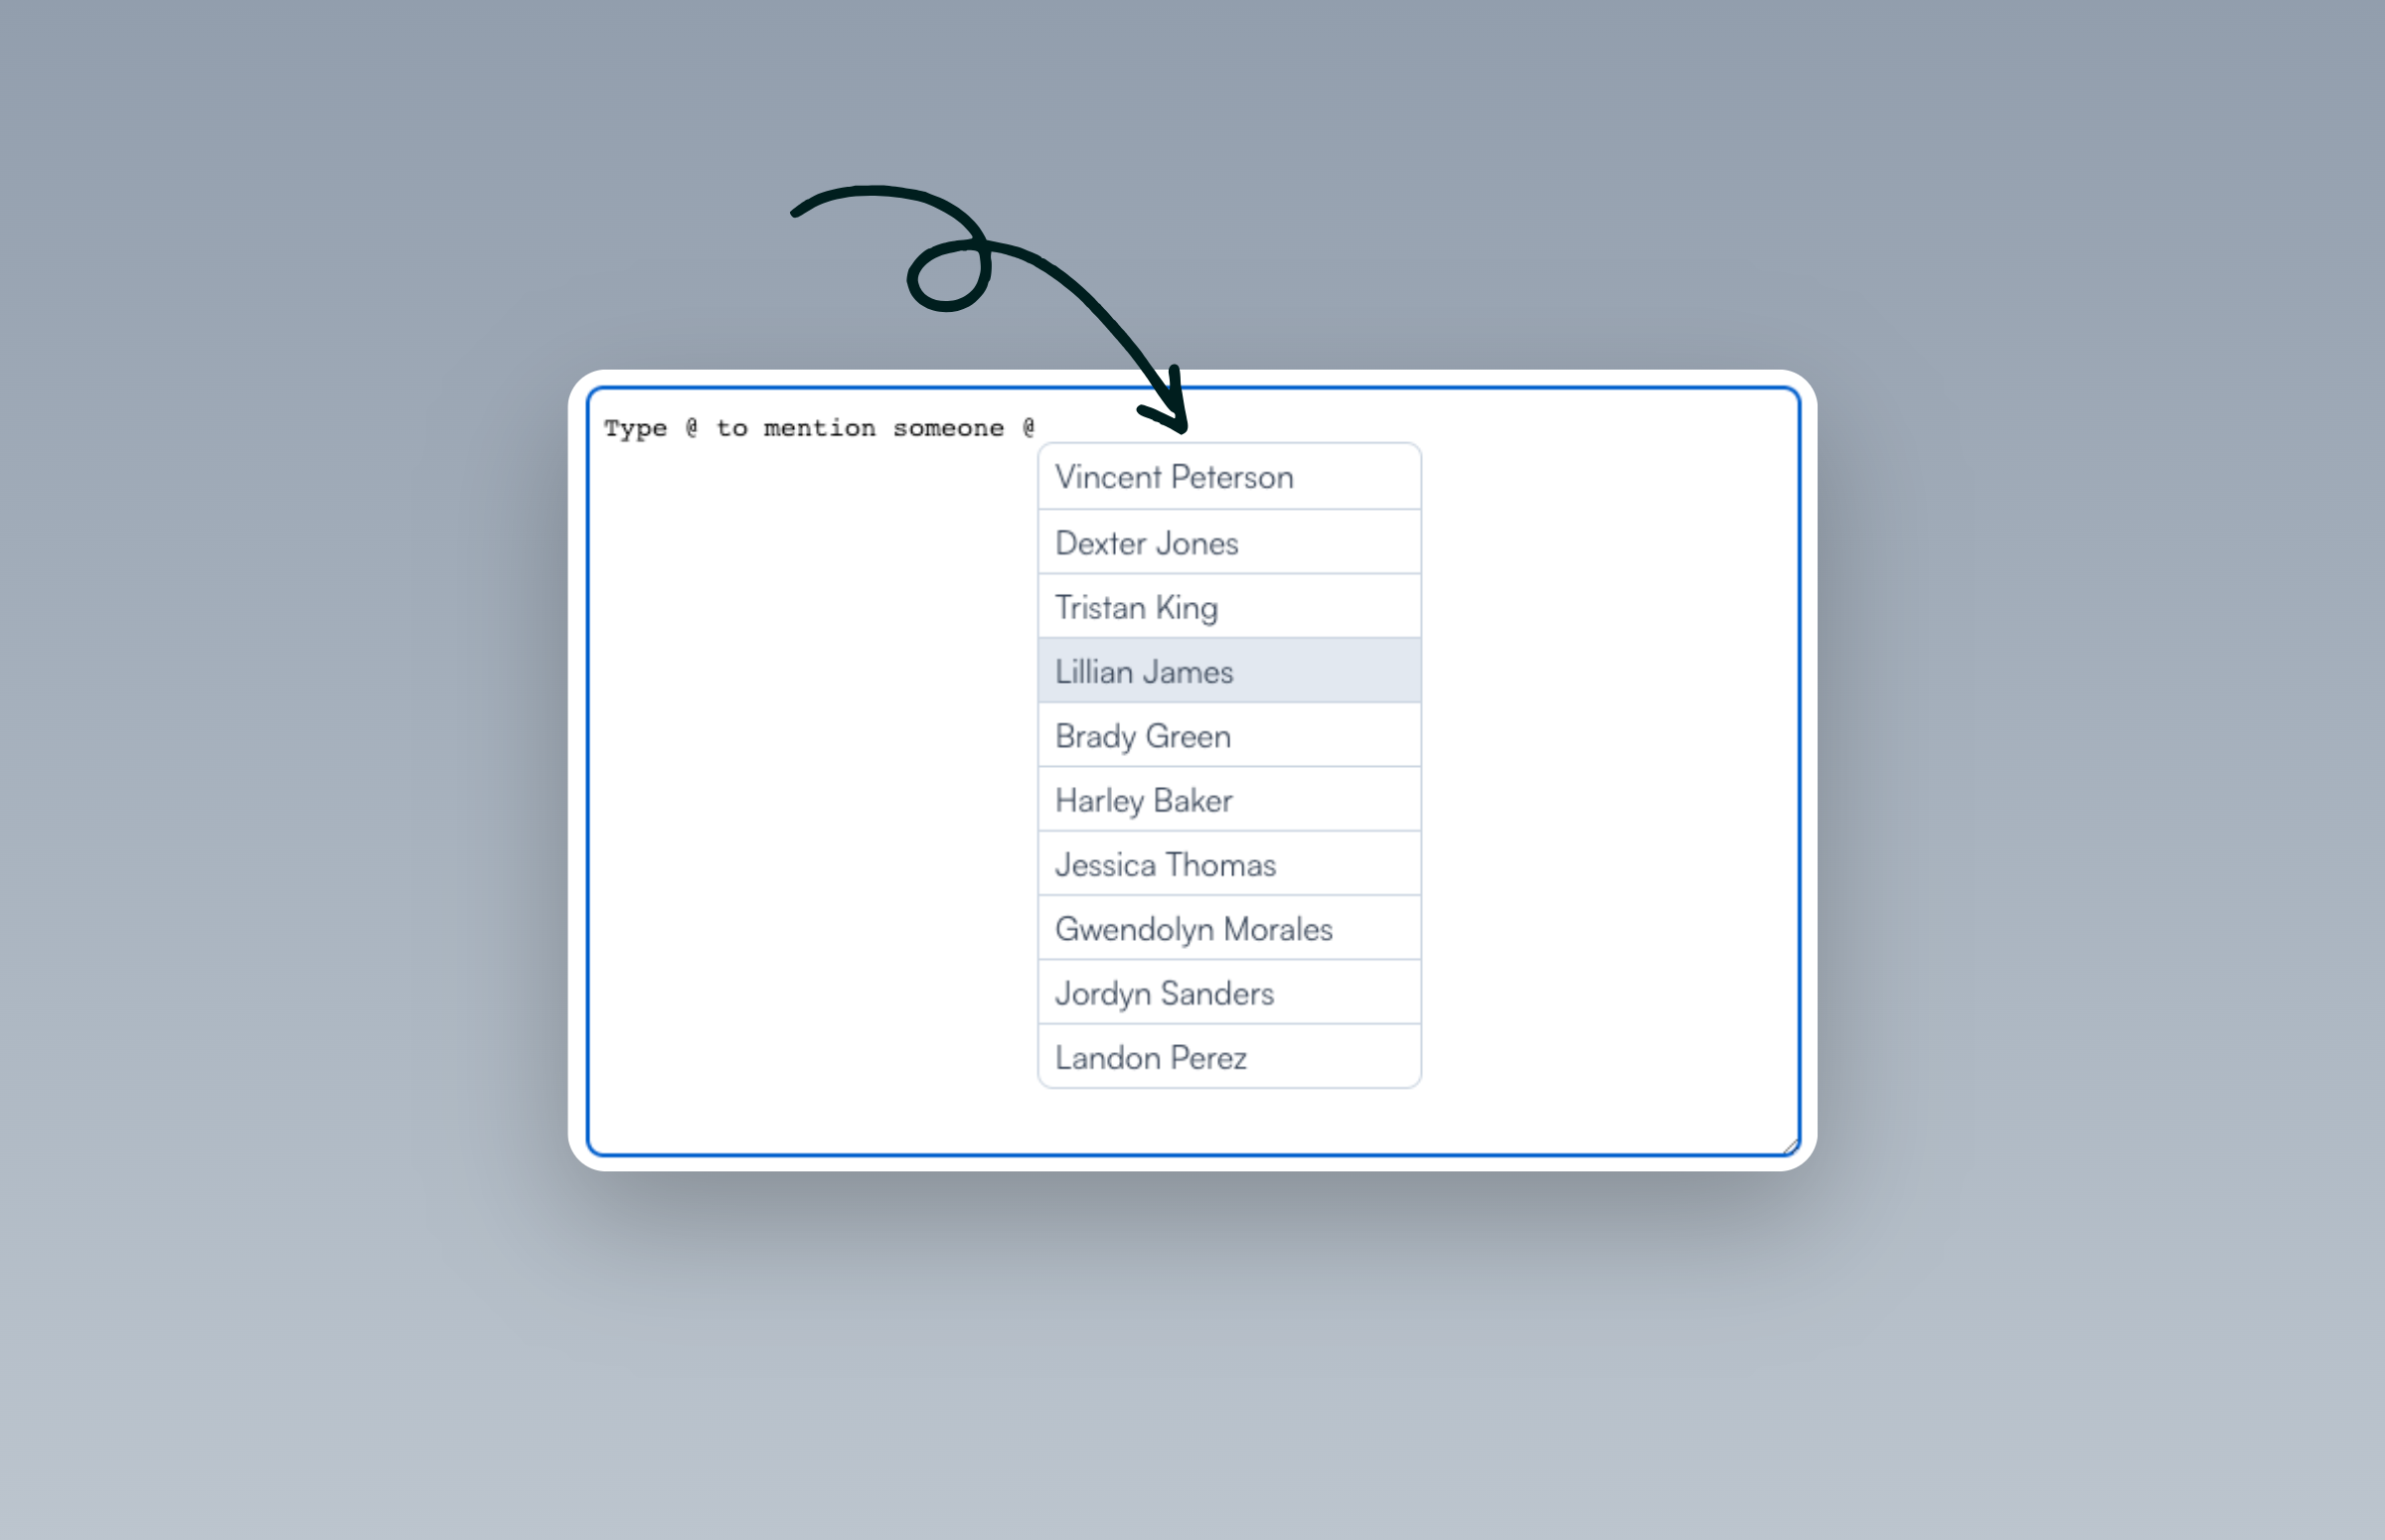 Type @ to mention someone @
Vincent Peterson
Dexter Jones
Tristan King
Lillian James
Brady Green
Harley Baker
Jessica Thomas
Gwendolyn Morales
Jordyn Sanders
Landon Perez